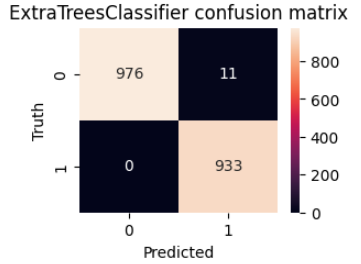 ExtraTreesClassifier confusion matrix
0 976 11
Truth
1 0 933
0 1
Predicted
800
600
400
200
0